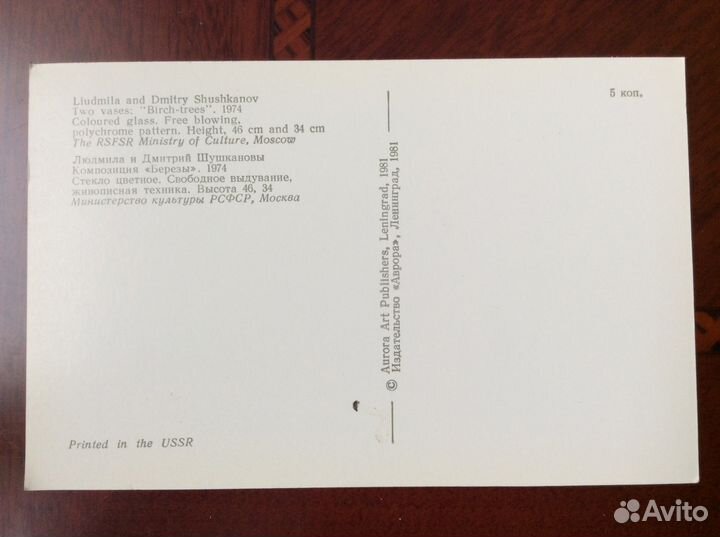 Liudmila and Dmitry Shushkanov
Two vases: "Birch-trees". 1974
Coloured glass. Free blowing,
polychrome pattern. Height, 46 cm and 34 cm
The RSFSR Ministry of Culture, Moscow
Людмила и Дмитрий Шушкановы
Композиция «Березы». 1974
Стекло цветное. Свободное выдувание,
живописная техника. Высота 46, 34
Министерство культуры РСФСР, Москва
Printed in the USSR
© Aurora Art Publishers, Leningrad, 1981
Издательство «Аврора», Ленинград, 1981
5 коп.
Avito